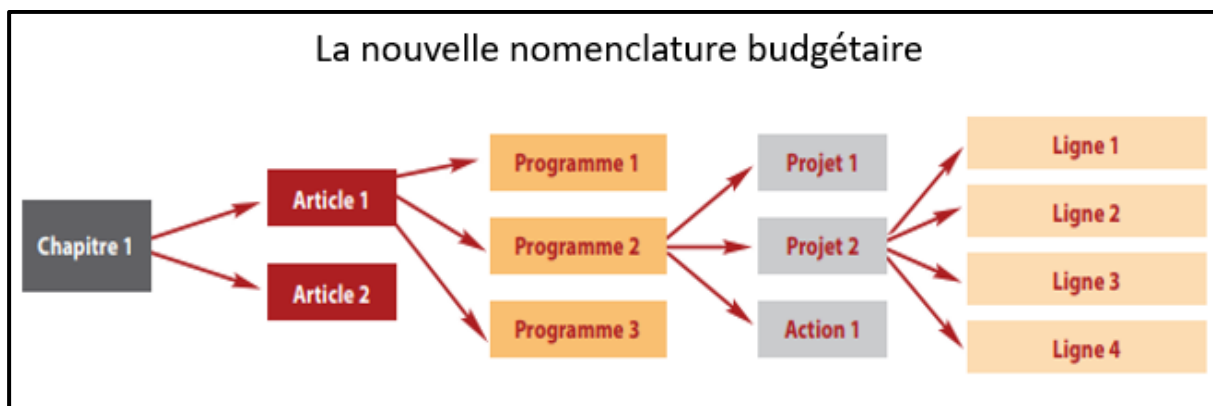 La nouvelle nomenclature budgétaire
Chapitre 1
Article 1
Article 2
Programme 1
Programme 2
Programme 3
Projet 1
Projet 2
Action 1
Ligne 1
Ligne 2
Ligne 3
Ligne 4